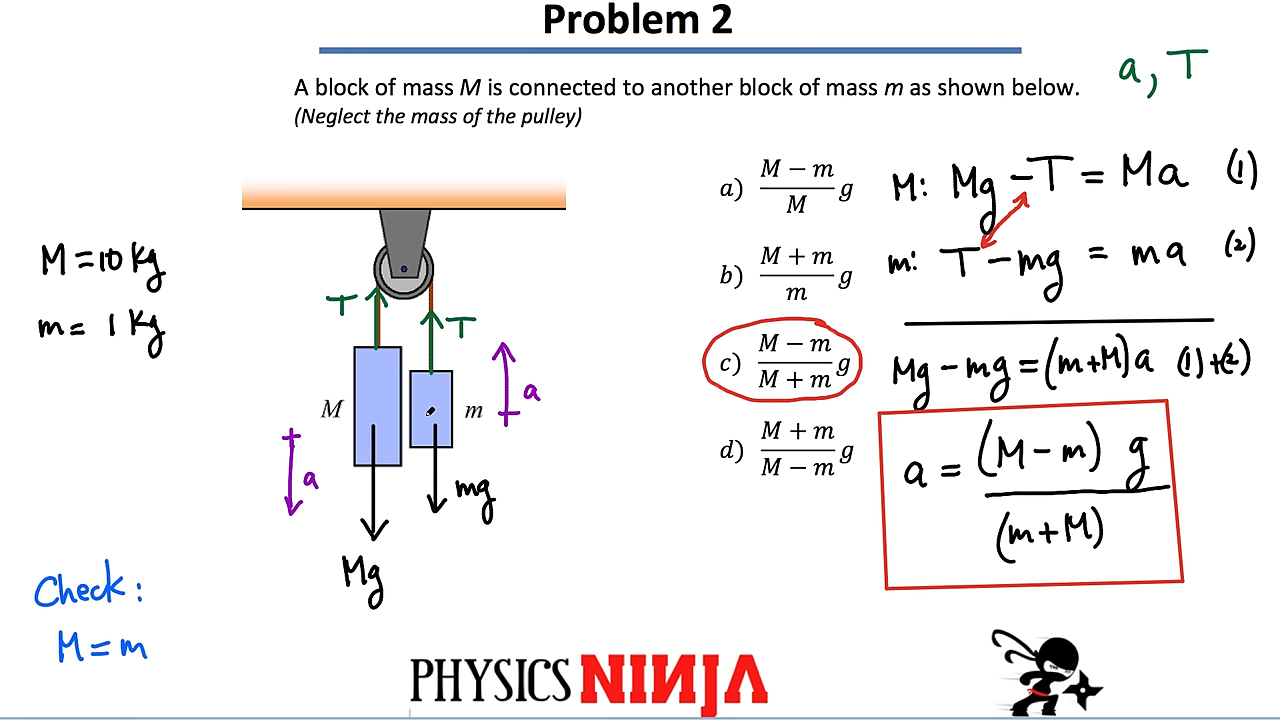 Problem 2
a, T
A block of mass M is connected to another block of mass m as shown below.
(Neglect the mass of the pulley)
M = 10 kg
m = 1 kg
T
T
M
m
a
a
mg
Mg
Check:
M = m
a) (M − m)/M g
b) (M + m)/m g
c) (M − m)/(M + m) g
d) (M + m)/(M − m) g
M: Mg − T = Ma (1)
m: T − mg = ma (2)
Mg − mg = (m+M)a (1)+(2)
a = (M − m) g
(m + M)
PHYSICS NINJA